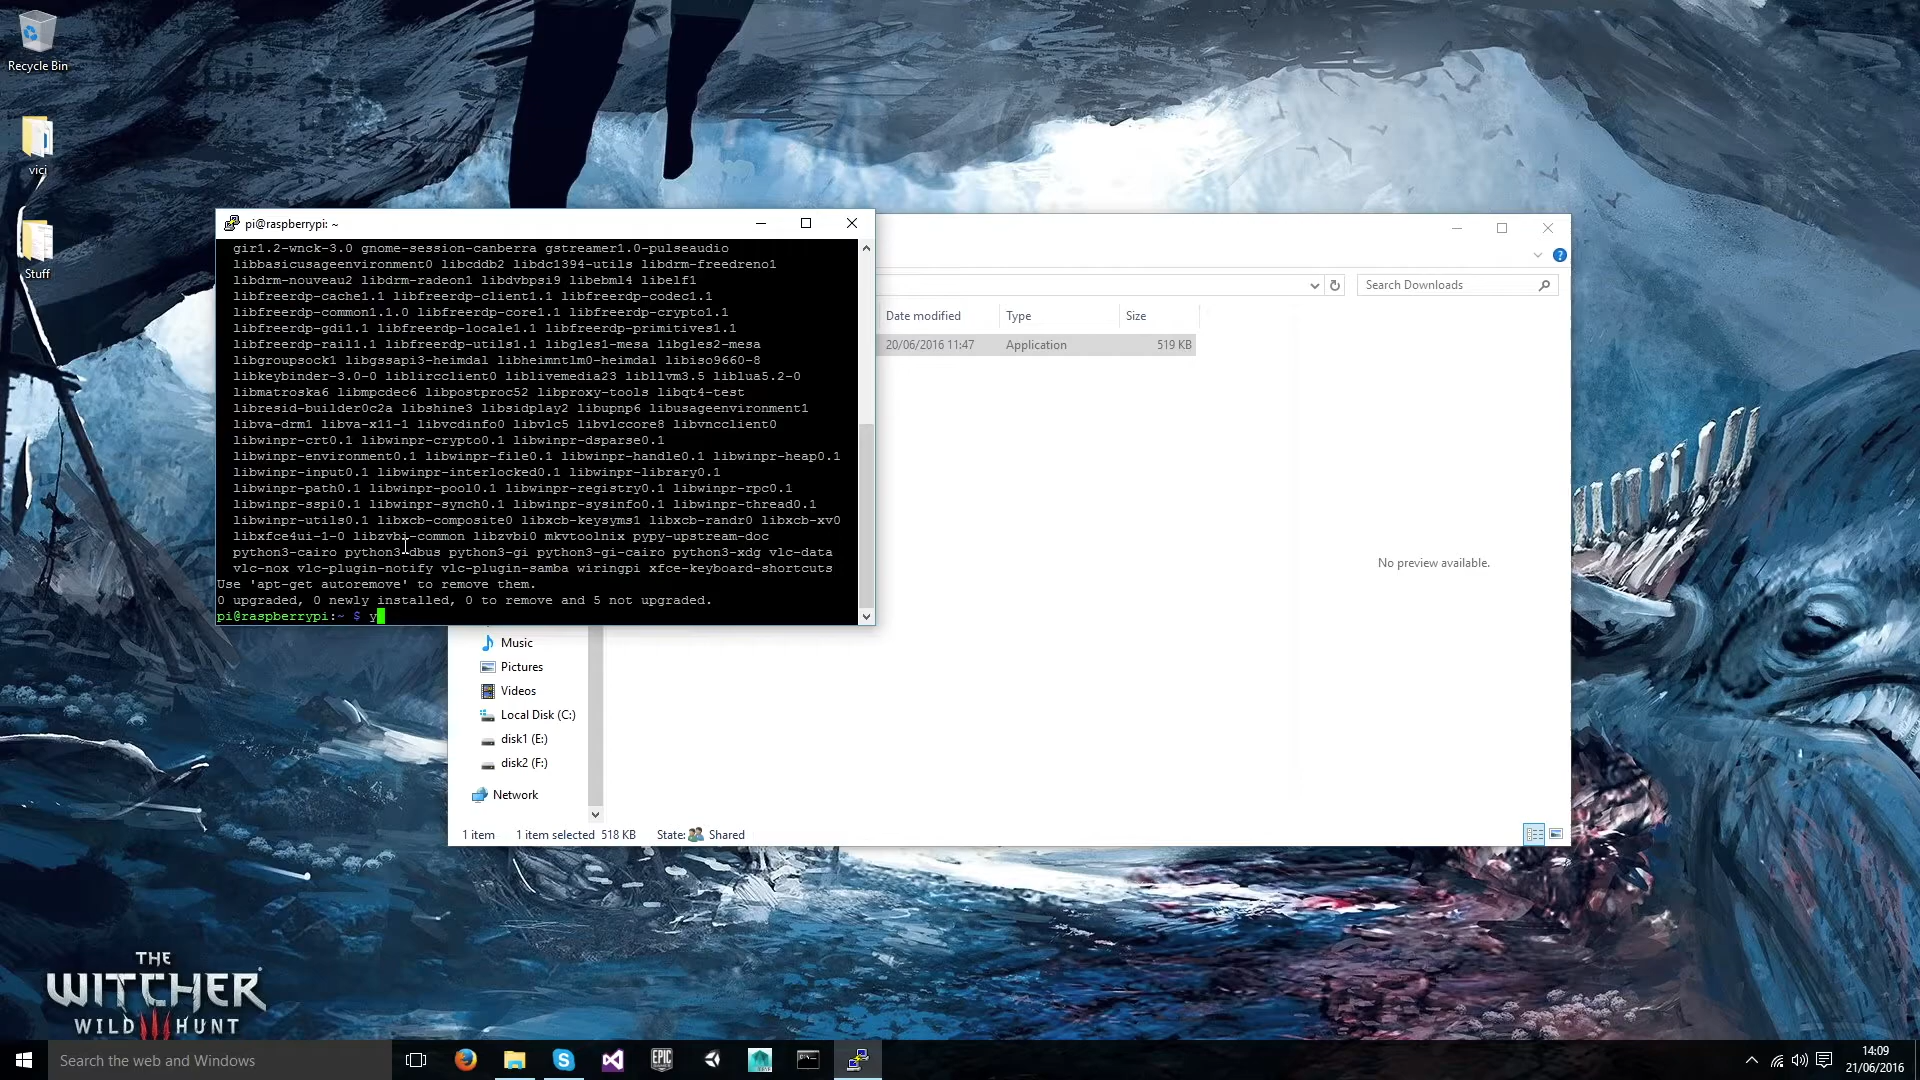 Recycle Bin
vici
Stuff
pi@raspberrypi: ~
gir1.2-wnck-3.0 gnome-session-canberra gstreamer1.0-pulseaudio
libbasicusageenvironment0 libcddb2 libdc1394-utils libdrm-freedreno1
libdrm-nouveau2 libdrm-radeon1 libdvbpsi9 libebml4 libelf1
libfreerdp-cache1.1 libfreerdp-client1.1 libfreerdp-codec1.1
libfreerdp-common1.1.0 libfreerdp-core1.1 libfreerdp-crypto1.1
libfreerdp-gdi1.1 libfreerdp-locale1.1 libfreerdp-primitives1.1
libfreerdp-rail1.1 libfreerdp-utils1.1 libgles1-mesa libgles2-mesa
libgroupsock1 libgssapi3-heimdal libheimntlm0-heimdal libiso9660-8
libkeybinder-3.0-0 liblircclient0 liblivemedia23 libllvm3.5 liblua5.2-0
libmatroska6 libmpcdec6 libpostproc52 libproxy-tools libqt4-test
libresid-builder0c2a libshine3 libsidplay2 libupnp6 libusageenvironment1
libva-drm1 libva-x11-1 libvcdinfo0 libvlc5 libvlccore8 libvncclient0
libwinpr-crt0.1 libwinpr-crypto0.1 libwinpr-dsparse0.1
libwinpr-environment0.1 libwinpr-file0.1 libwinpr-handle0.1 libwinpr-heap0.1
libwinpr-input0.1 libwinpr-interlocked0.1 libwinpr-library0.1
libwinpr-path0.1 libwinpr-pool0.1 libwinpr-registry0.1 libwinpr-rpc0.1
libwinpr-sspi0.1 libwinpr-synch0.1 libwinpr-sysinfo0.1 libwinpr-thread0.1
libwinpr-utils0.1 libxcb-composite0 libxcb-keysyms1 libxcb-randr0 libxcb-xv0
libxfce4ui-1-0 libzvbi-common libzvbi0 mkvtoolnix pypy-upstream-doc
python3-cairo python3-dbus python3-gi python3-gi-cairo python3-xdg vlc-data
vlc-nox vlc-plugin-notify vlc-plugin-samba wiringpi xfce-keyboard-shortcuts
Use 'apt-get autoremove' to remove them.
0 upgraded, 0 newly installed, 0 to remove and 5 not upgraded.
pi@raspberrypi:~ $ y
Search Downloads
Date modified Type Size
20/06/2016 11:47 Application 519 KB
No preview available.
Music
Pictures
Videos
Local Disk (C:)
disk1 (E:)
disk2 (F:)
Network
1 item 1 item selected 518 KB State: Shared
THE
WITCHER
WILD HUNT
Search the web and Windows
EPIC
GAMES
14:09
21/06/2016